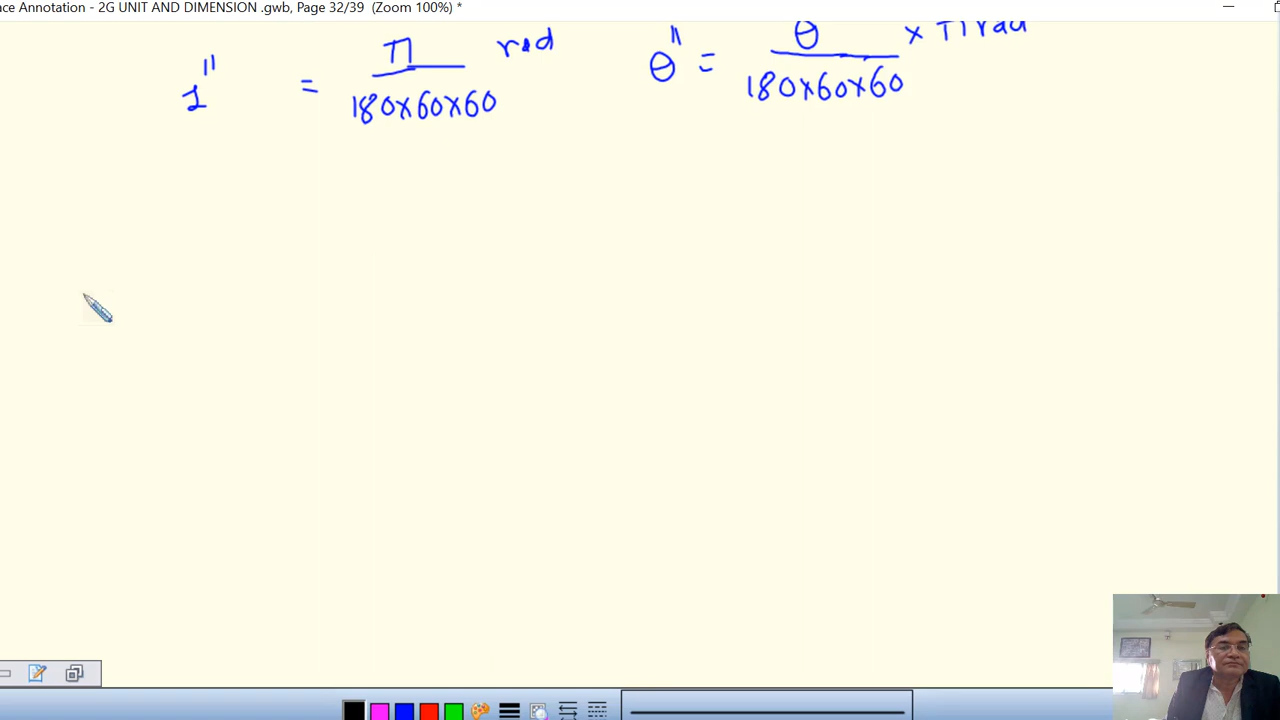 ace Annotation - 2G UNIT AND DIMENSION .gwb, Page 32/39 (Zoom 100%) *
1" = π/180×60×60 rad
θ" = θ/180×60×60 × π rad